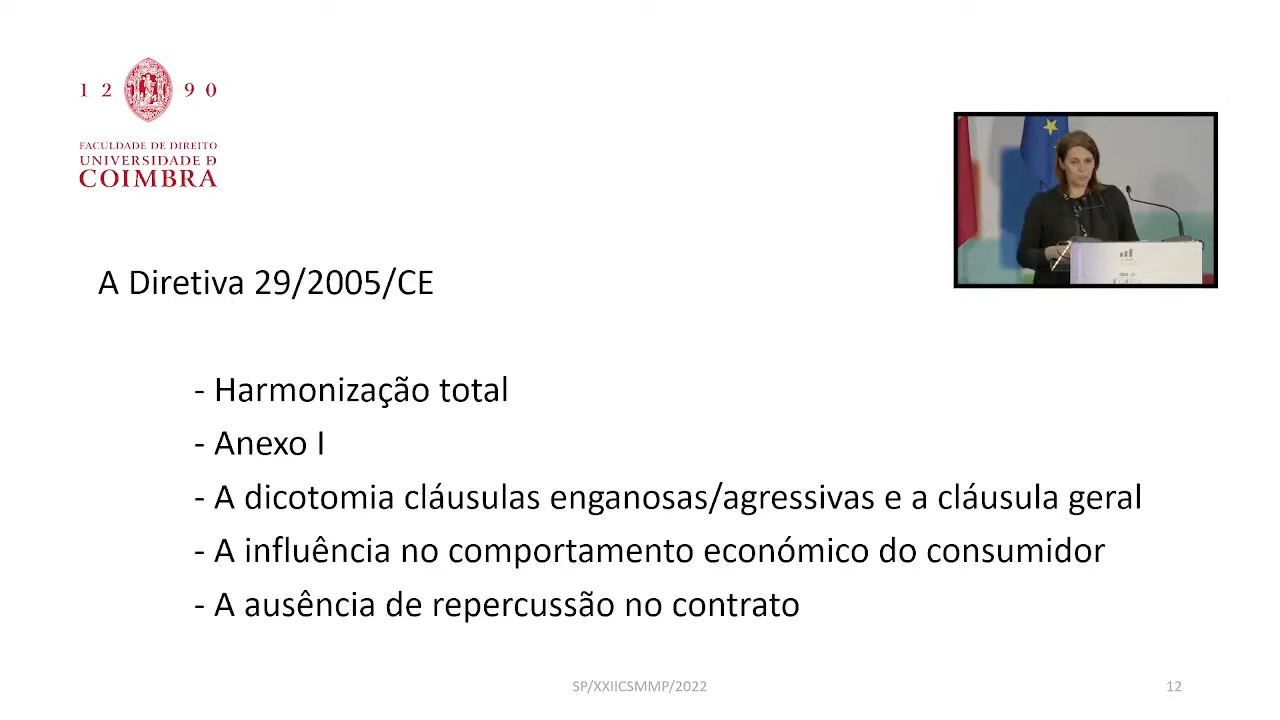 1 2 9 0
FACULDADE DE DIREITO
UNIVERSIDADE Ð
COIMBRA
A Diretiva 29/2005/CE
- Harmonização total
- Anexo I
- A dicotomia cláusulas enganosas/agressivas e a cláusula geral
- A influência no comportamento económico do consumidor
- A ausência de repercussão no contrato
SP/XXIICSMMP/2022
12